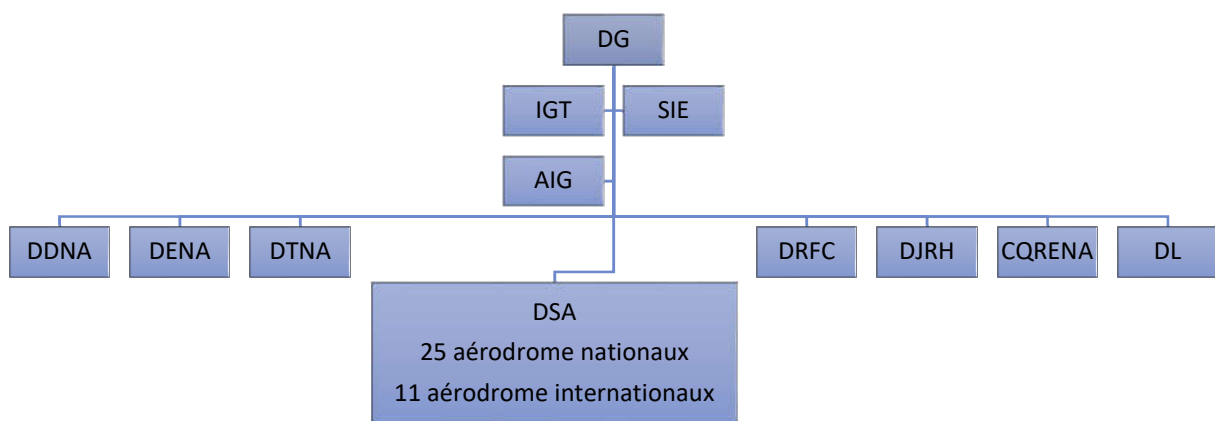 DG
IGT
SIE
AIG
DDNA
DENA
DTNA
DRFC
DJRH
CQRENA
DL
DSA
25 aérodrome nationaux
11 aérodrome internationaux